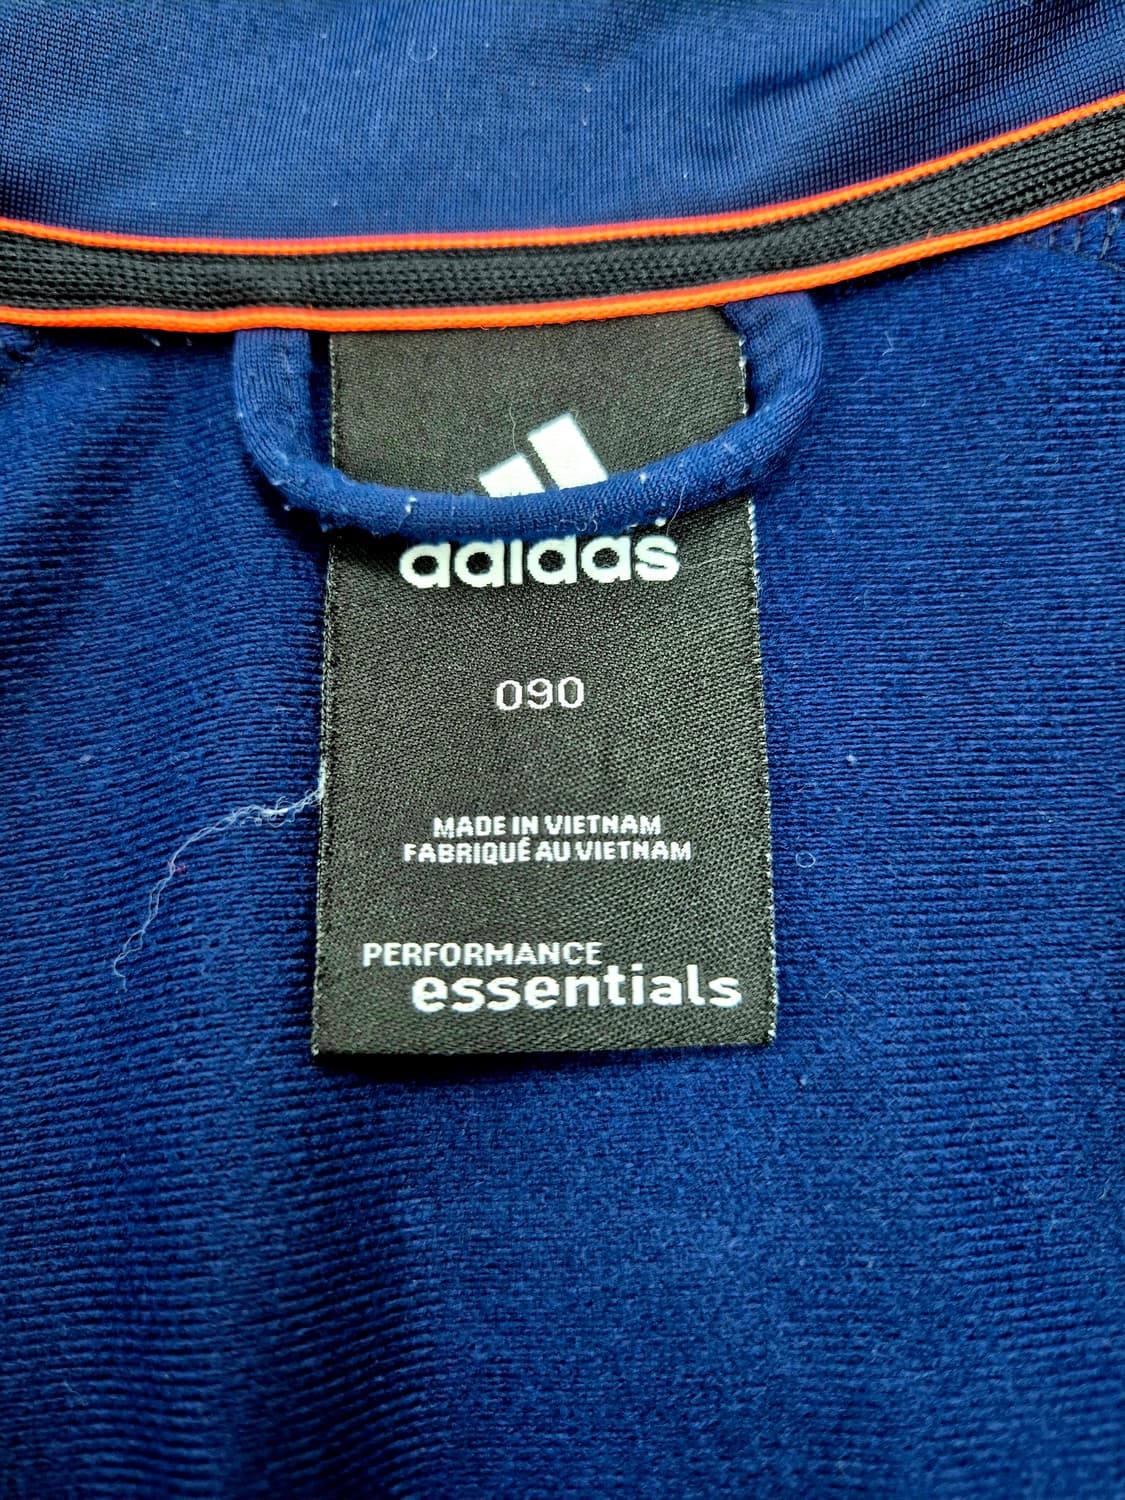 adidas
090
MADE IN VIETNAM
FABRIQUÉ AU VIETNAM
PERFORMANCE
essentials